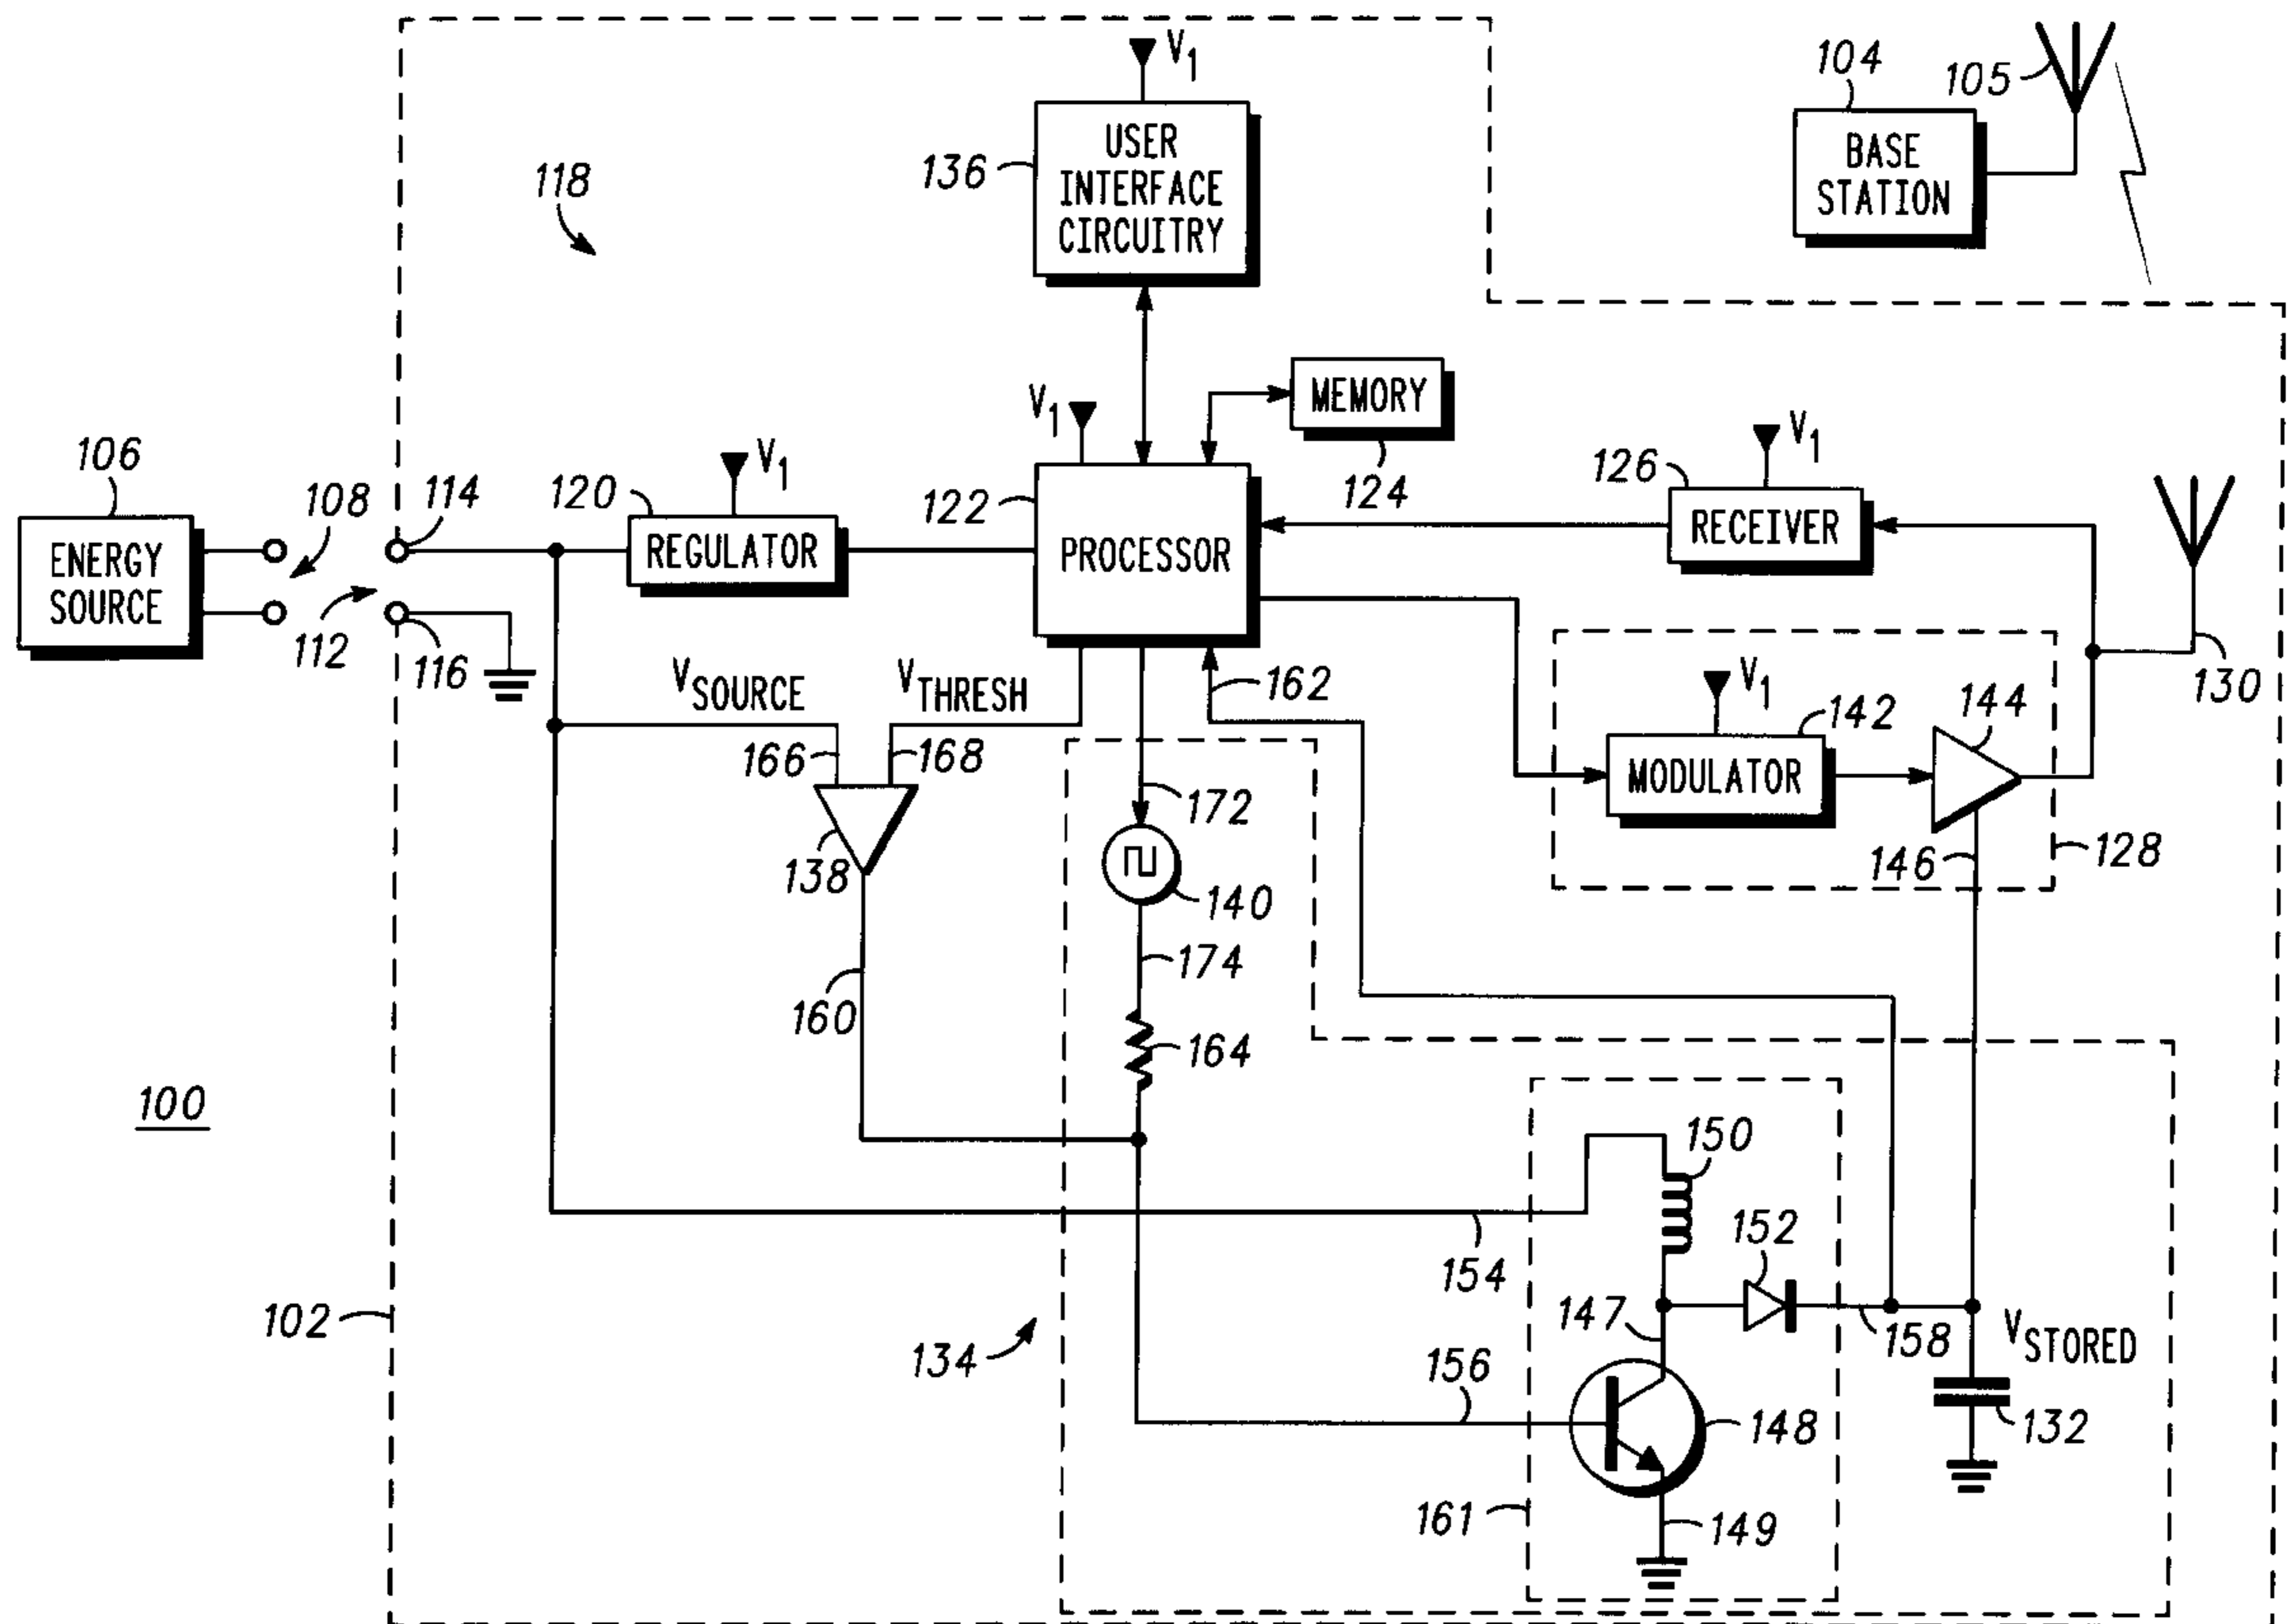 V1
104
105
136
USER
INTERFACE
CIRCUITRY
BASE
STATION
118
V1
MEMORY
106
108
114
120
V1
122
124
126
V1
ENERGY
SOURCE
REGULATOR
PROCESSOR
RECEIVER
112
116
VSOURCE
VTHRESH
162
130
V1
142
144
166
168
MODULATOR
172
138
140
146
128
174
160
164
100
150
154
152
102
147
158
VSTORED
134
156
148
132
161
149